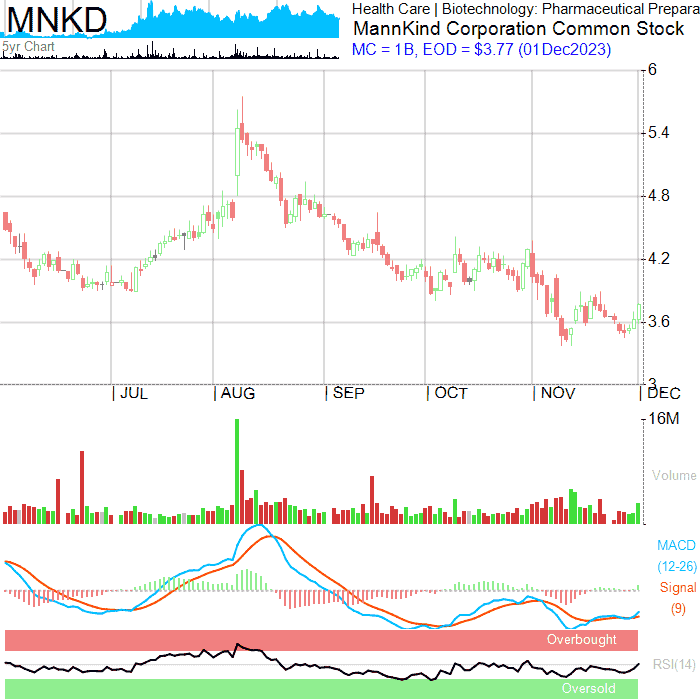 MNKD
5yr Chart
Health Care | Biotechnology: Pharmaceutical Prepara
MannKind Corporation Common Stock
MC = 1B, EOD = $3.77 (01Dec2023)
6
5.4
4.8
4.2
3.6
3
JUL
AUG
SEP
OCT
NOV
DEC
16M
Volume
MACD
(12-26)
Signal
(9)
Overbought
RSI(14)
Oversold